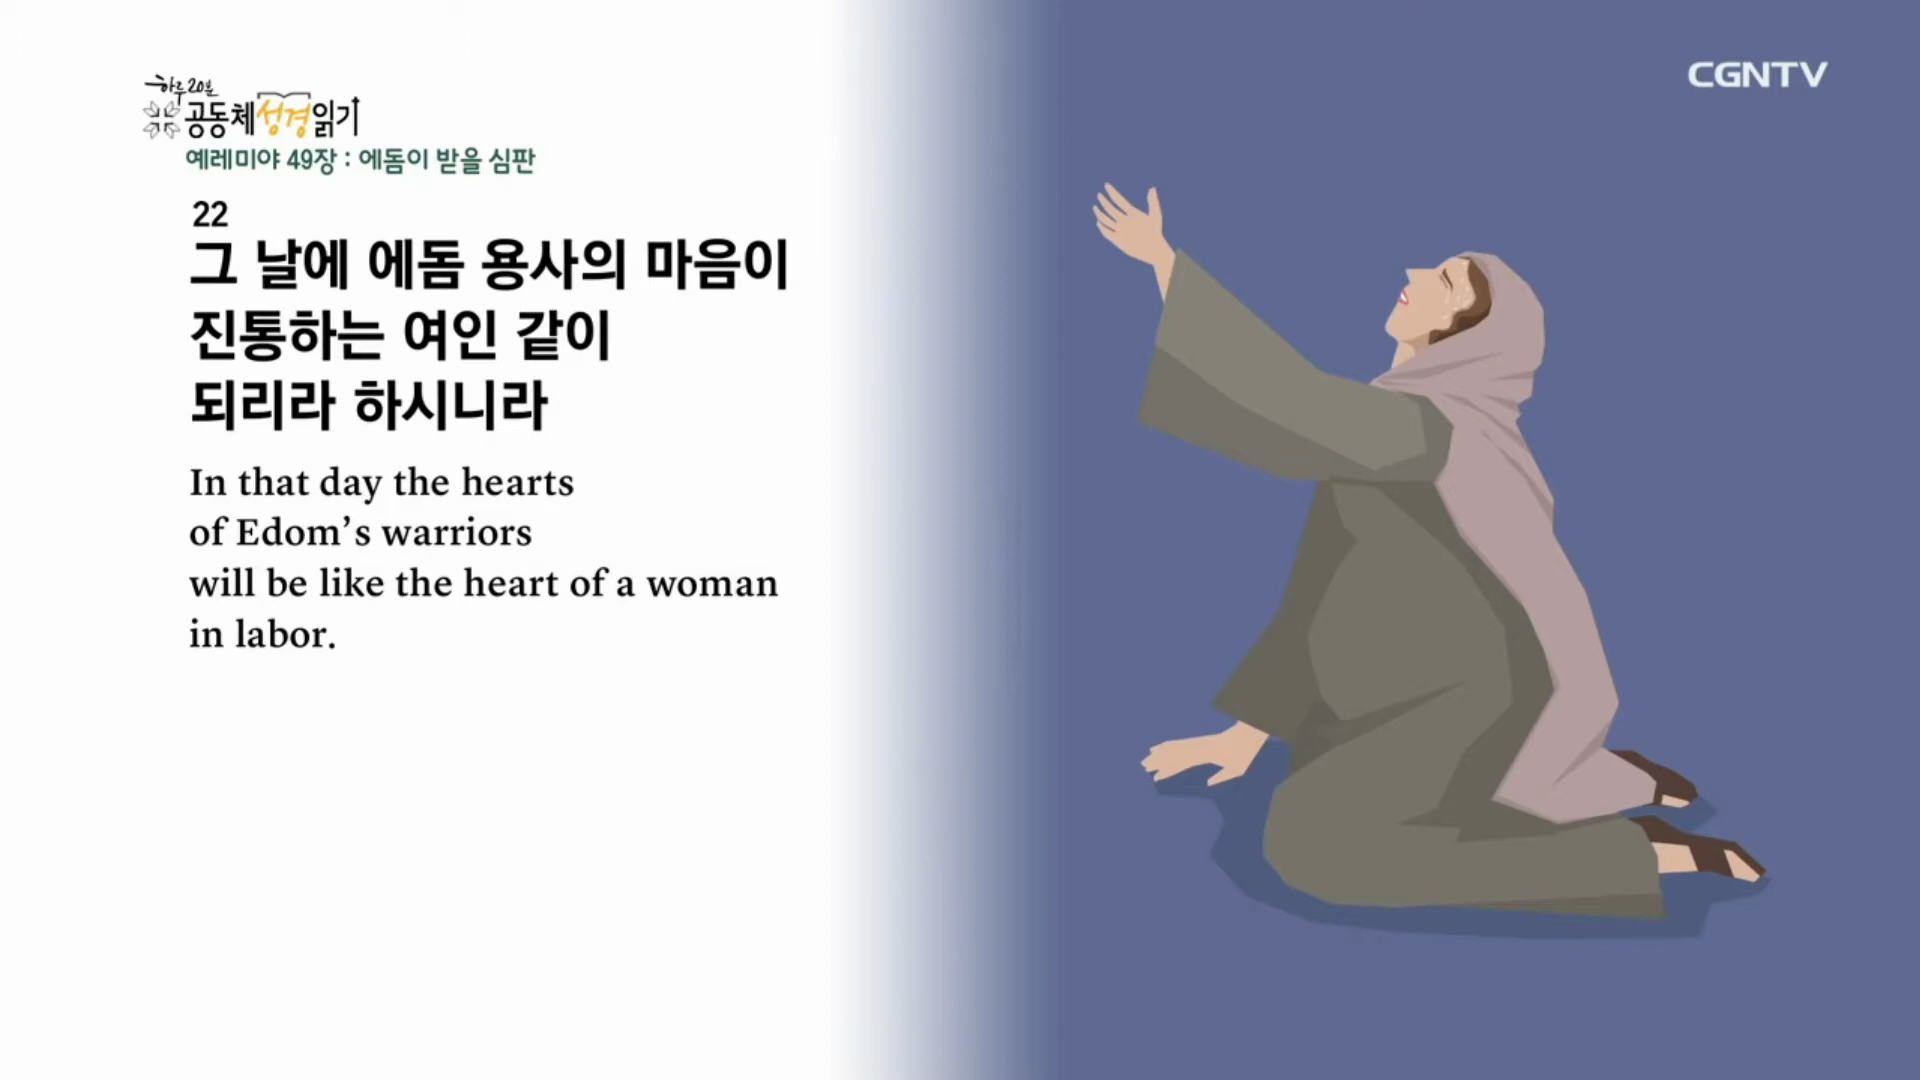 하루 20분
공동체성경읽기
예레미야 49장 : 에돔이 받을 심판
22
그 날에 에돔 용사의 마음이
진통하는 여인 같이
되리라 하시니라
In that day the hearts
of Edom’s warriors
will be like the heart of a woman
in labor.
CGNTV